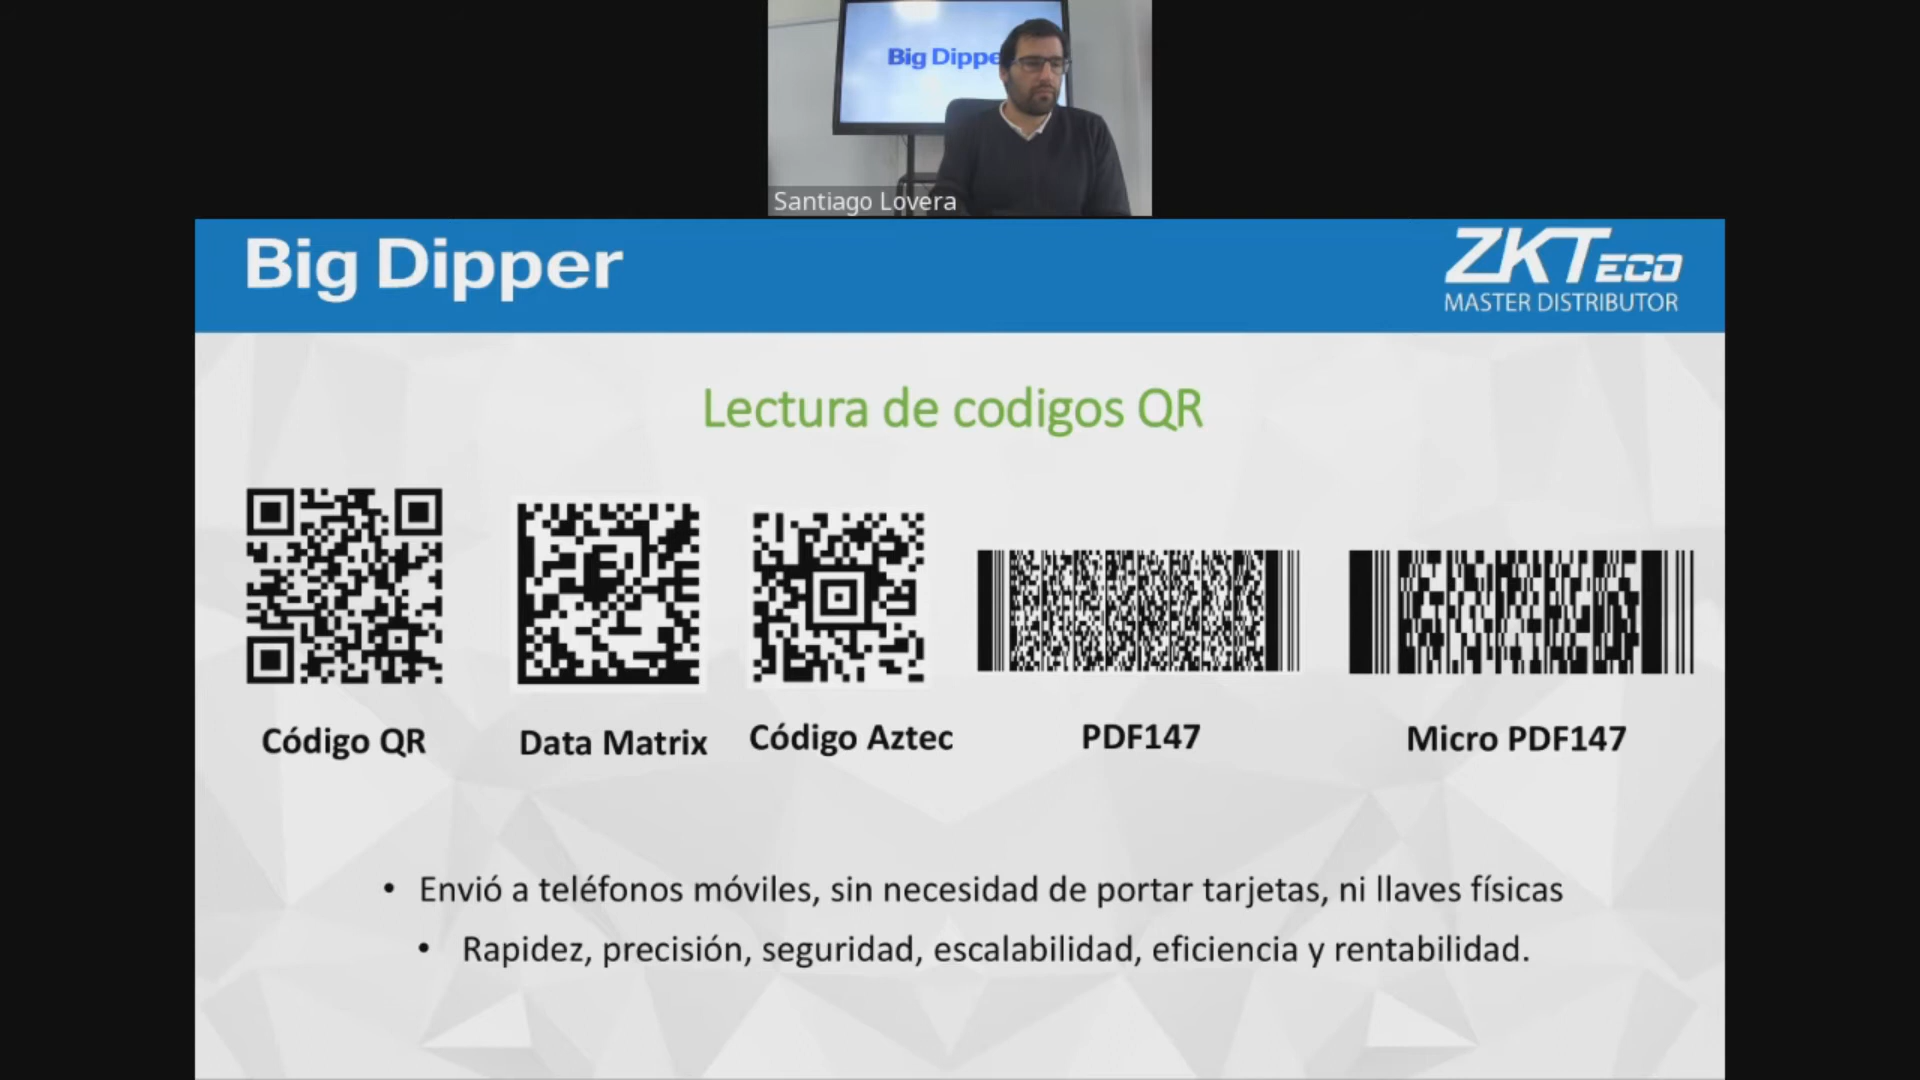 Big Dippe
Santiago Lovera
Big Dipper
ZKTECO
MASTER DISTRIBUTOR
Lectura de codigos QR
Código QR
Data Matrix
Código Aztec
PDF147
Micro PDF147
• Envió a teléfonos móviles, sin necesidad de portar tarjetas, ni llaves físicas
• Rapidez, precisión, seguridad, escalabilidad, eficiencia y rentabilidad.